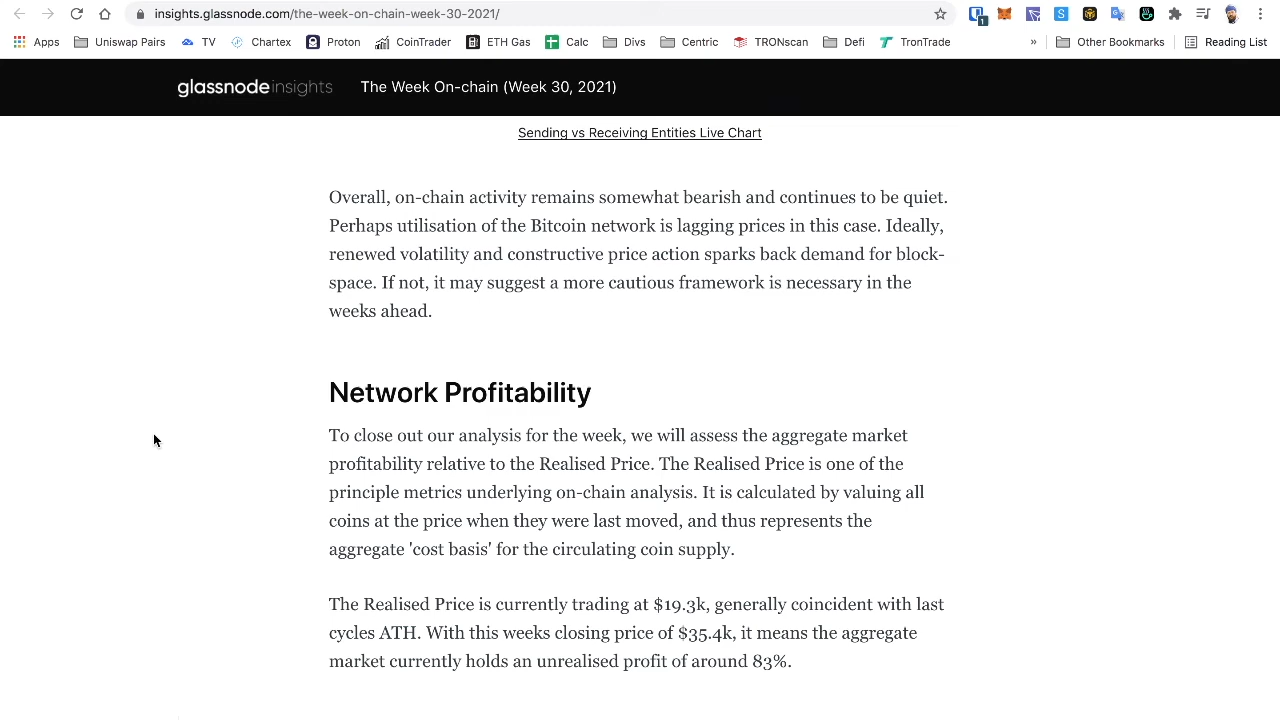 insights.glassnode.com/the-week-on-chain-week-30-2021/
1
Apps Uniswap Pairs TV Chartex Proton CoinTrader ETH Gas Calc Divs Centric TRONscan Defi TronTrade » Other Bookmarks Reading List
glassnodeinsights The Week On-chain (Week 30, 2021)
Sending vs Receiving Entities Live Chart
Overall, on-chain activity remains somewhat bearish and continues to be quiet.
Perhaps utilisation of the Bitcoin network is lagging prices in this case. Ideally,
renewed volatility and constructive price action sparks back demand for block-
space. If not, it may suggest a more cautious framework is necessary in the
weeks ahead.
Network Profitability
To close out our analysis for the week, we will assess the aggregate market
profitability relative to the Realised Price. The Realised Price is one of the
principle metrics underlying on-chain analysis. It is calculated by valuing all
coins at the price when they were last moved, and thus represents the
aggregate 'cost basis' for the circulating coin supply.
The Realised Price is currently trading at $19.3k, generally coincident with last
cycles ATH. With this weeks closing price of $35.4k, it means the aggregate
market currently holds an unrealised profit of around 83%.